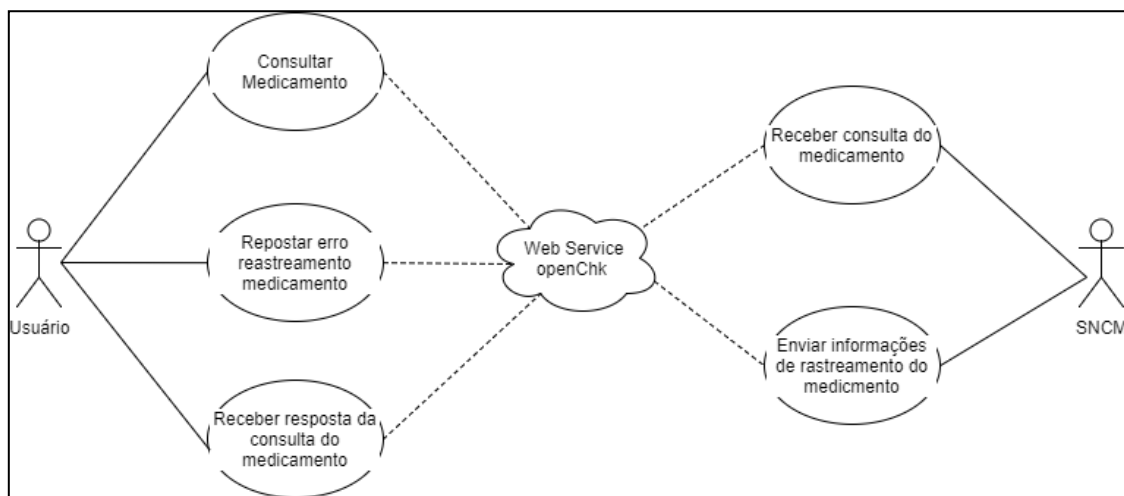 Consultar
Medicamento
Receber consulta do
medicamento
Repostar erro
reastreamento
medicamento
Web Service
openChk
Usuário
SNCM
Enviar informações
de rastreamento do
medicmento
Receber resposta da
consulta do
medicamento